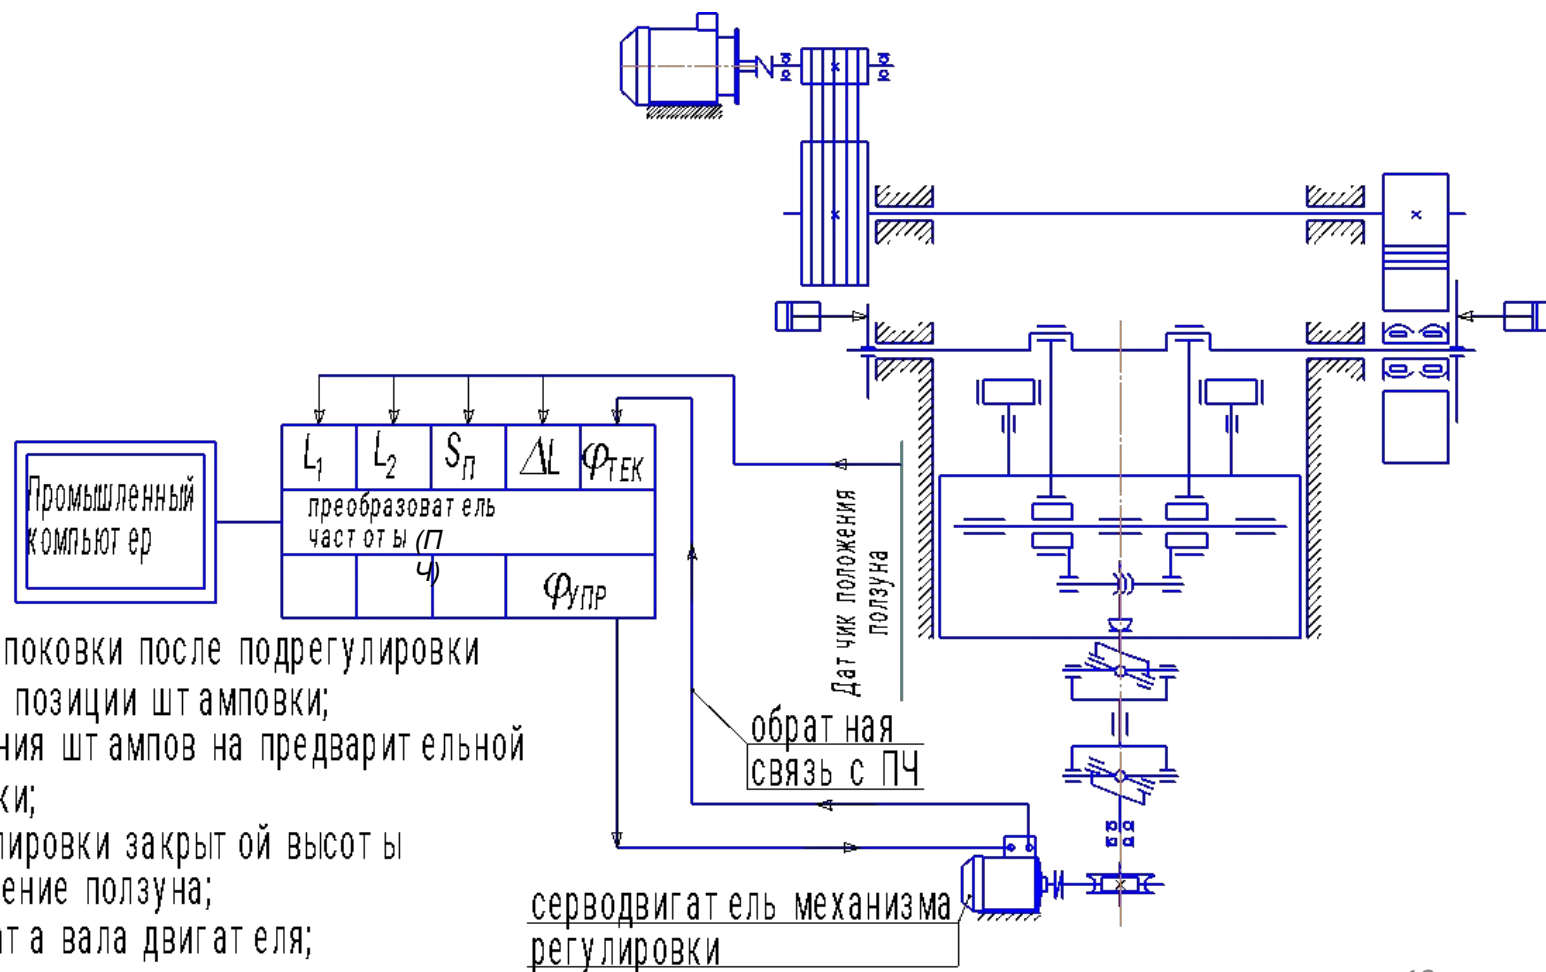 L1 L2 SП ΔL φТЕК
Промышленный
компьютер
преобразователь
частоты (П
Ч)
φУПР
Датчик положения
ползуна
поковки после подрегулировки
позиции штамповки;
ния штампов на предварительной
ки;
лировки закрытой высоты
ение ползуна;
та вала двигателя;
обратная
связь с ПЧ
серводвигатель механизма
регулировки